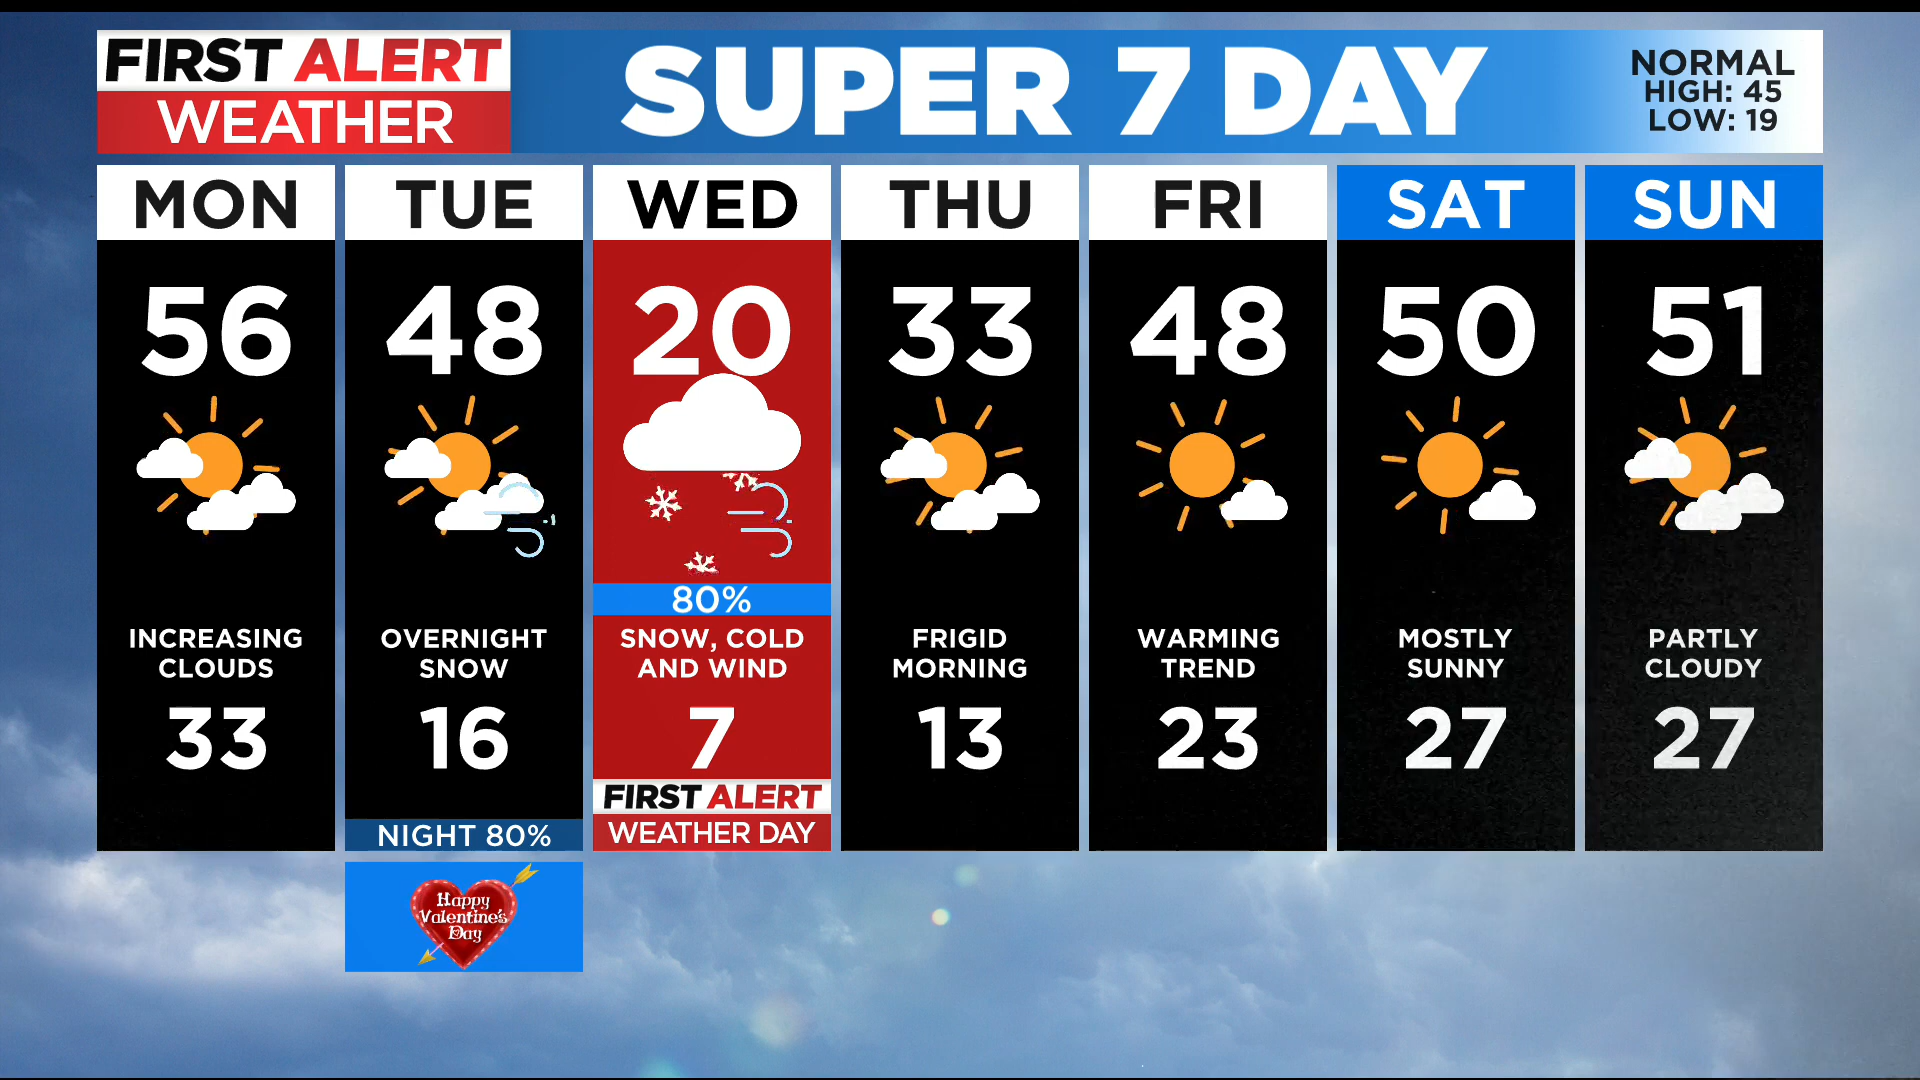 FIRST ALERT
WEATHER
SUPER 7 DAY
NORMAL
HIGH: 45
LOW: 19
MON
56
INCREASING
CLOUDS
33
TUE
48
OVERNIGHT
SNOW
16
NIGHT 80%
Happy
Valentine's
Day
WED
20
80%
SNOW, COLD
AND WIND
7
FIRST ALERT
WEATHER DAY
THU
33
FRIGID
MORNING
13
FRI
48
WARMING
TREND
23
SAT
50
MOSTLY
SUNNY
27
SUN
51
PARTLY
CLOUDY
27